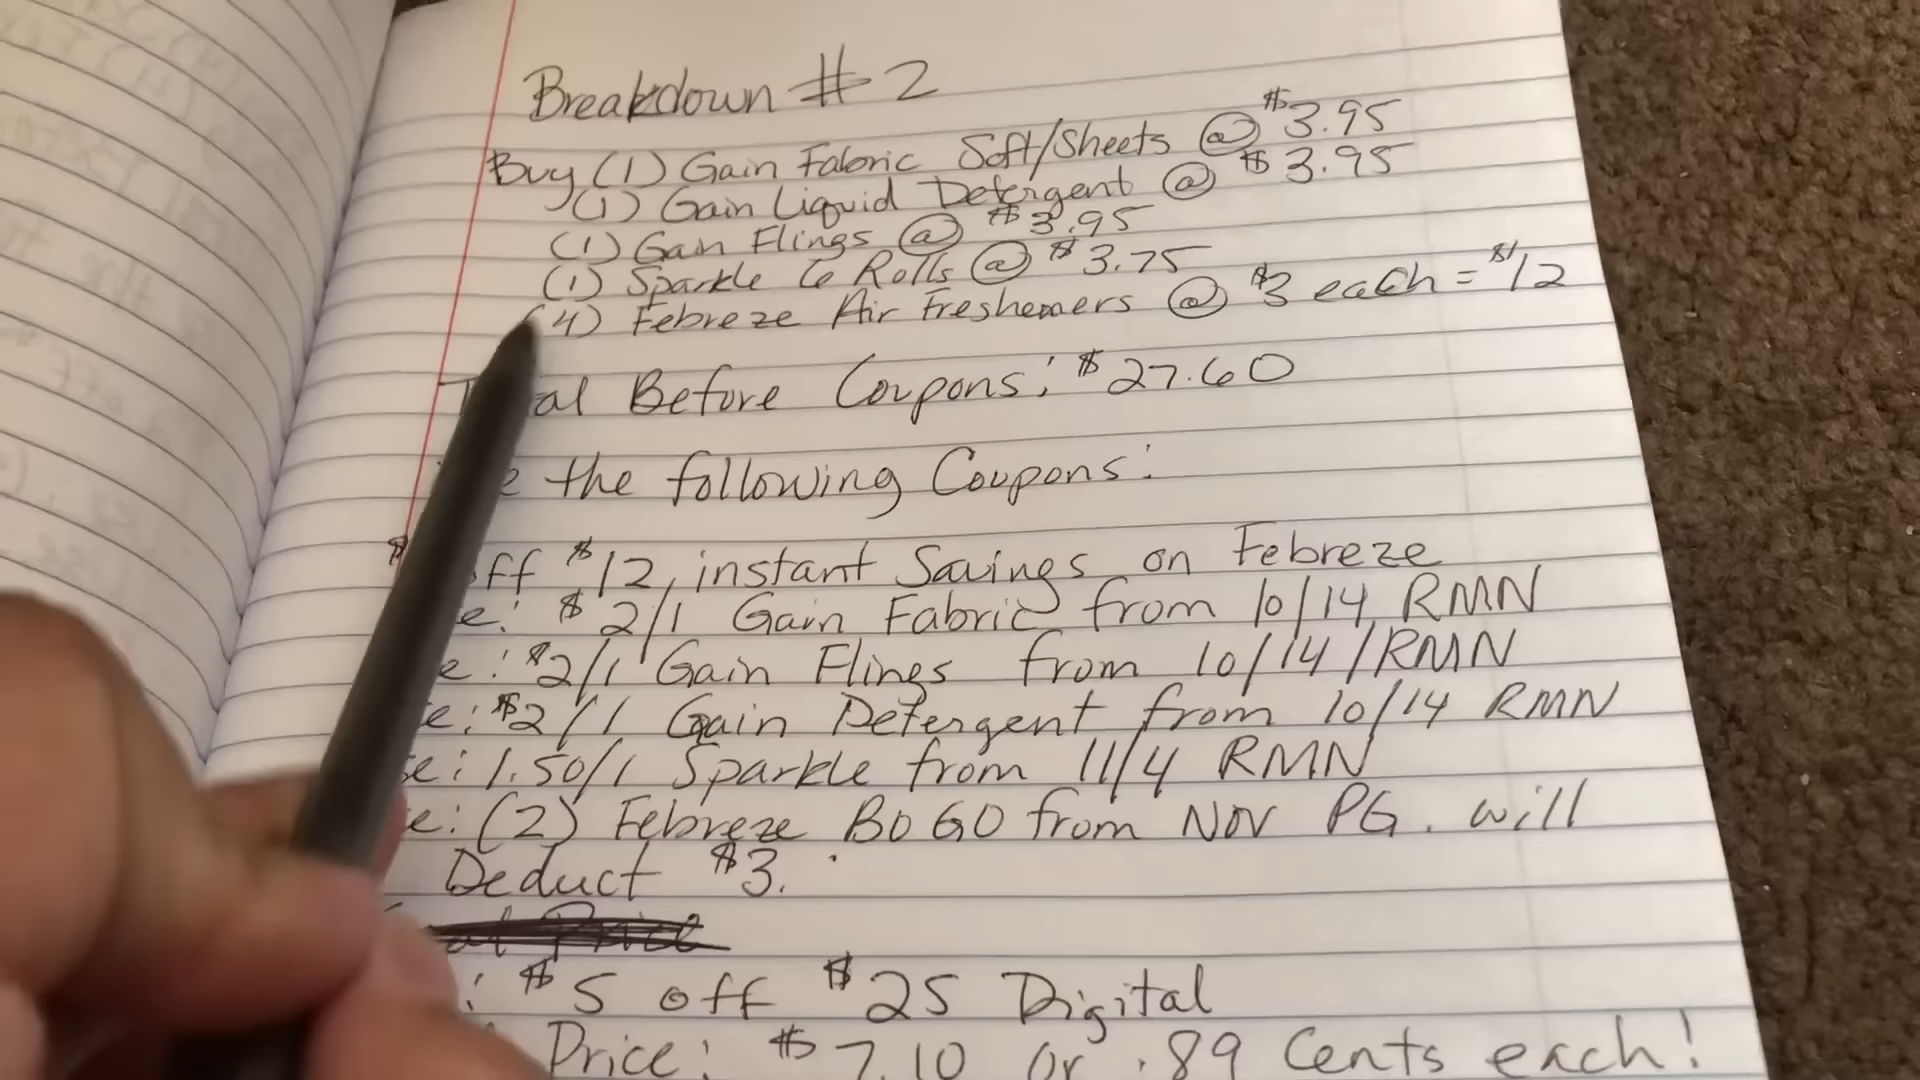 Breakdown # 2
Buy (1) Gain Fabric Soft/Sheets @ $3.95
(1) Gain Liquid Detergent @ $3.95
(1) Gain Flings @ $3.95
(1) Sparkle 6 Rolls @ $3.75
(4) Febreze Air Fresheners @ $3 each = $12
Before Coupons: $27.60
the following Coupons:
$ off $12, instant Savings on Febreze
$2/1 Gain Fabric from 10/14 RMN
$2/1 Gain Flings from 10/14/RMN
$2/1 Gain Detergent from 10/14 RMN
1.50/1 Sparkle from 11/4 RMN
(2) Febreze BOGO from Nov PG. will
Deduct $3.
: $5 off $25 Digital
Price: $7.10 or .89 Cents each!